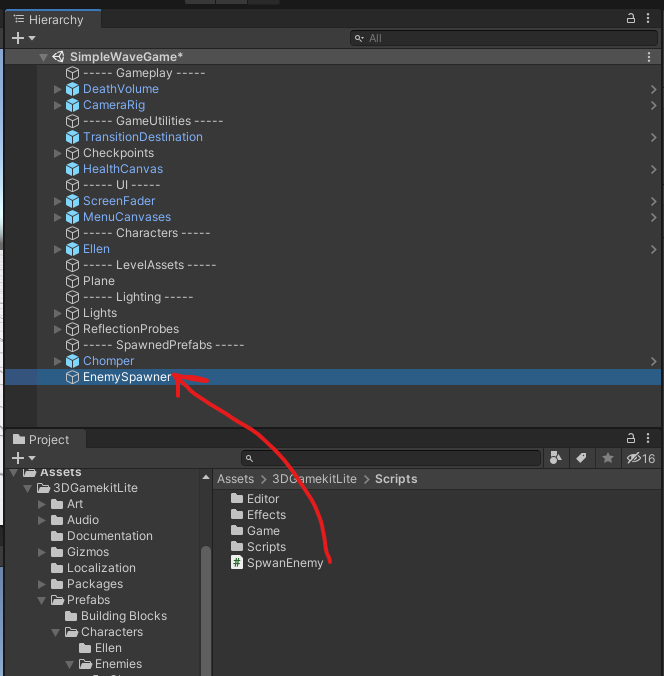 Hierarchy
All
SimpleWaveGame*
----- Gameplay -----
DeathVolume
CameraRig
----- GameUtilities -----
TransitionDestination
Checkpoints
HealthCanvas
----- UI -----
ScreenFader
MenuCanvases
----- Characters -----
Ellen
----- LevelAssets -----
Plane
----- Lighting -----
Lights
ReflectionProbes
----- SpawnedPrefabs -----
Chomper
EnemySpawner
Project
16
Assets
3DGamekitLite
Art
Audio
Documentation
Gizmos
Localization
Packages
Prefabs
Building Blocks
Characters
Ellen
Enemies
Assets > 3DGamekitLite > Scripts
Editor
Effects
Game
Scripts
SpwanEnemy